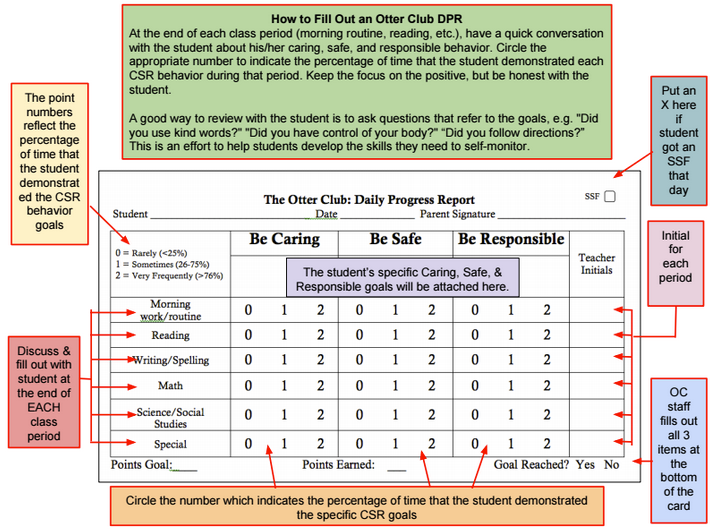 How to Fill Out an Otter Club DPR
At the end of each class period (morning routine, reading, etc.), have a quick conversation
with the student about his/her caring, safe, and responsible behavior. Circle the
appropriate number to indicate the percentage of time that the student demonstrated each
CSR behavior during that period. Keep the focus on the positive, but be honest with the
student.
A good way to review with the student is to ask questions that refer to the goals, e.g. "Did
you use kind words?" "Did you have control of your body?" "Did you follow directions?"
This is an effort to help students develop the skills they need to self-monitor.
The point
numbers
reflect the
percentage
of time that
the student
demonstrat
ed the CSR
behavior
goals
Put an
X here
if
student
got an
SSF
that
day
SSF
The Otter Club: Daily Progress Report
Student Date Parent Signature
Be Caring Be Safe Be Responsible
Teacher
Initials
0 = Rarely (<25%)
1 = Sometimes (26-75%)
2 = Very Frequently (>76%)
The student's specific Caring, Safe, &
Responsible goals will be attached here.
Initial
for
each
period
Morning
work/routine 0 1 2 0 1 2 0 1 2
Reading 0 1 2 0 1 2 0 1 2
Writing/Spelling 0 1 2 0 1 2 0 1 2
Math 0 1 2 0 1 2 0 1 2
Science/Social
Studies 0 1 2 0 1 2 0 1 2
Special 0 1 2 0 1 2 0 1 2
Points Goal: Points Earned: Goal Reached? Yes No
Discuss &
fill out with
student at
the end of
EACH
class
period
OC
staff
fills out
all 3
items at
the
bottom
of the
card
Circle the number which indicates the percentage of time that the student demonstrated
the specific CSR goals